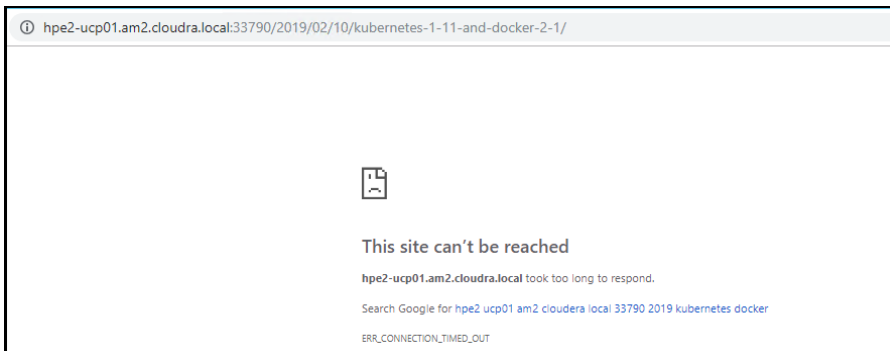 hpe2-ucp01.am2.cloudra.local:33790/2019/02/10/kubernetes-1-11-and-docker-2-1/
This site can't be reached
hpe2-ucp01.am2.cloudra.local took too long to respond.
Search Google for hpe2 ucp01 am2 cloudera local 33790 2019 kubernetes docker
ERR_CONNECTION_TIMED_OUT